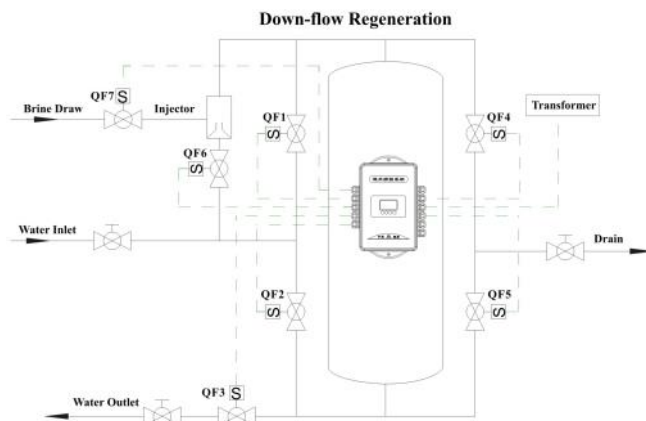 Down-flow Regeneration
QF7
S
Brine Draw
Injector
QF1
S
QF4
S
Transformer
QF6
S
Water Inlet
Drain
QF2
S
QF5
S
QF3
S
Water Outlet